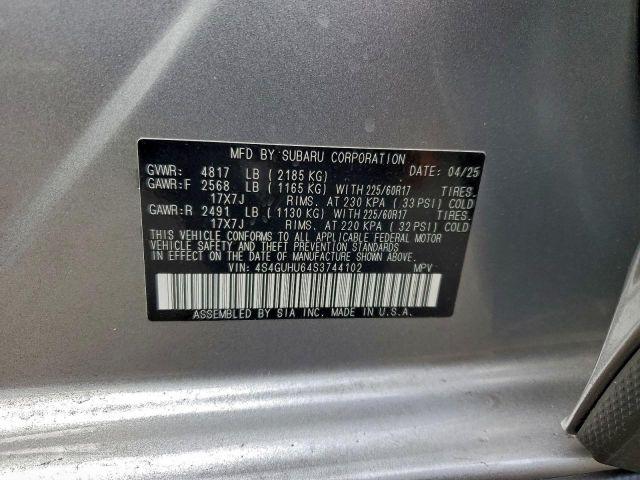 MFD BY SUBARU CORPORATION
GVWR: 4817 LB ( 2185 KG) DATE: 04/25
GAWR:F 2568 LB ( 1165 KG) WITH 225/60R17 TIRES.
17X7J RIMS. AT 230 KPA ( 33 PSI) COLD
GAWR:R 2491 LB ( 1130 KG) WITH 225/60R17 TIRES.
17X7J RIMS. AT 220 KPA ( 32 PSI) COLD
THIS VEHICLE CONFORMS TO ALL APPLICABLE FEDERAL MOTOR
VEHICLE SAFETY AND THEFT PREVENTION STANDARDS
IN EFFECT ON THE DATE OF MANUFACTURE SHOWN ABOVE.
VIN: 4S4GUHU64S3744102 MPV
ASSEMBLED BY SIA INC. MADE IN U.S.A.